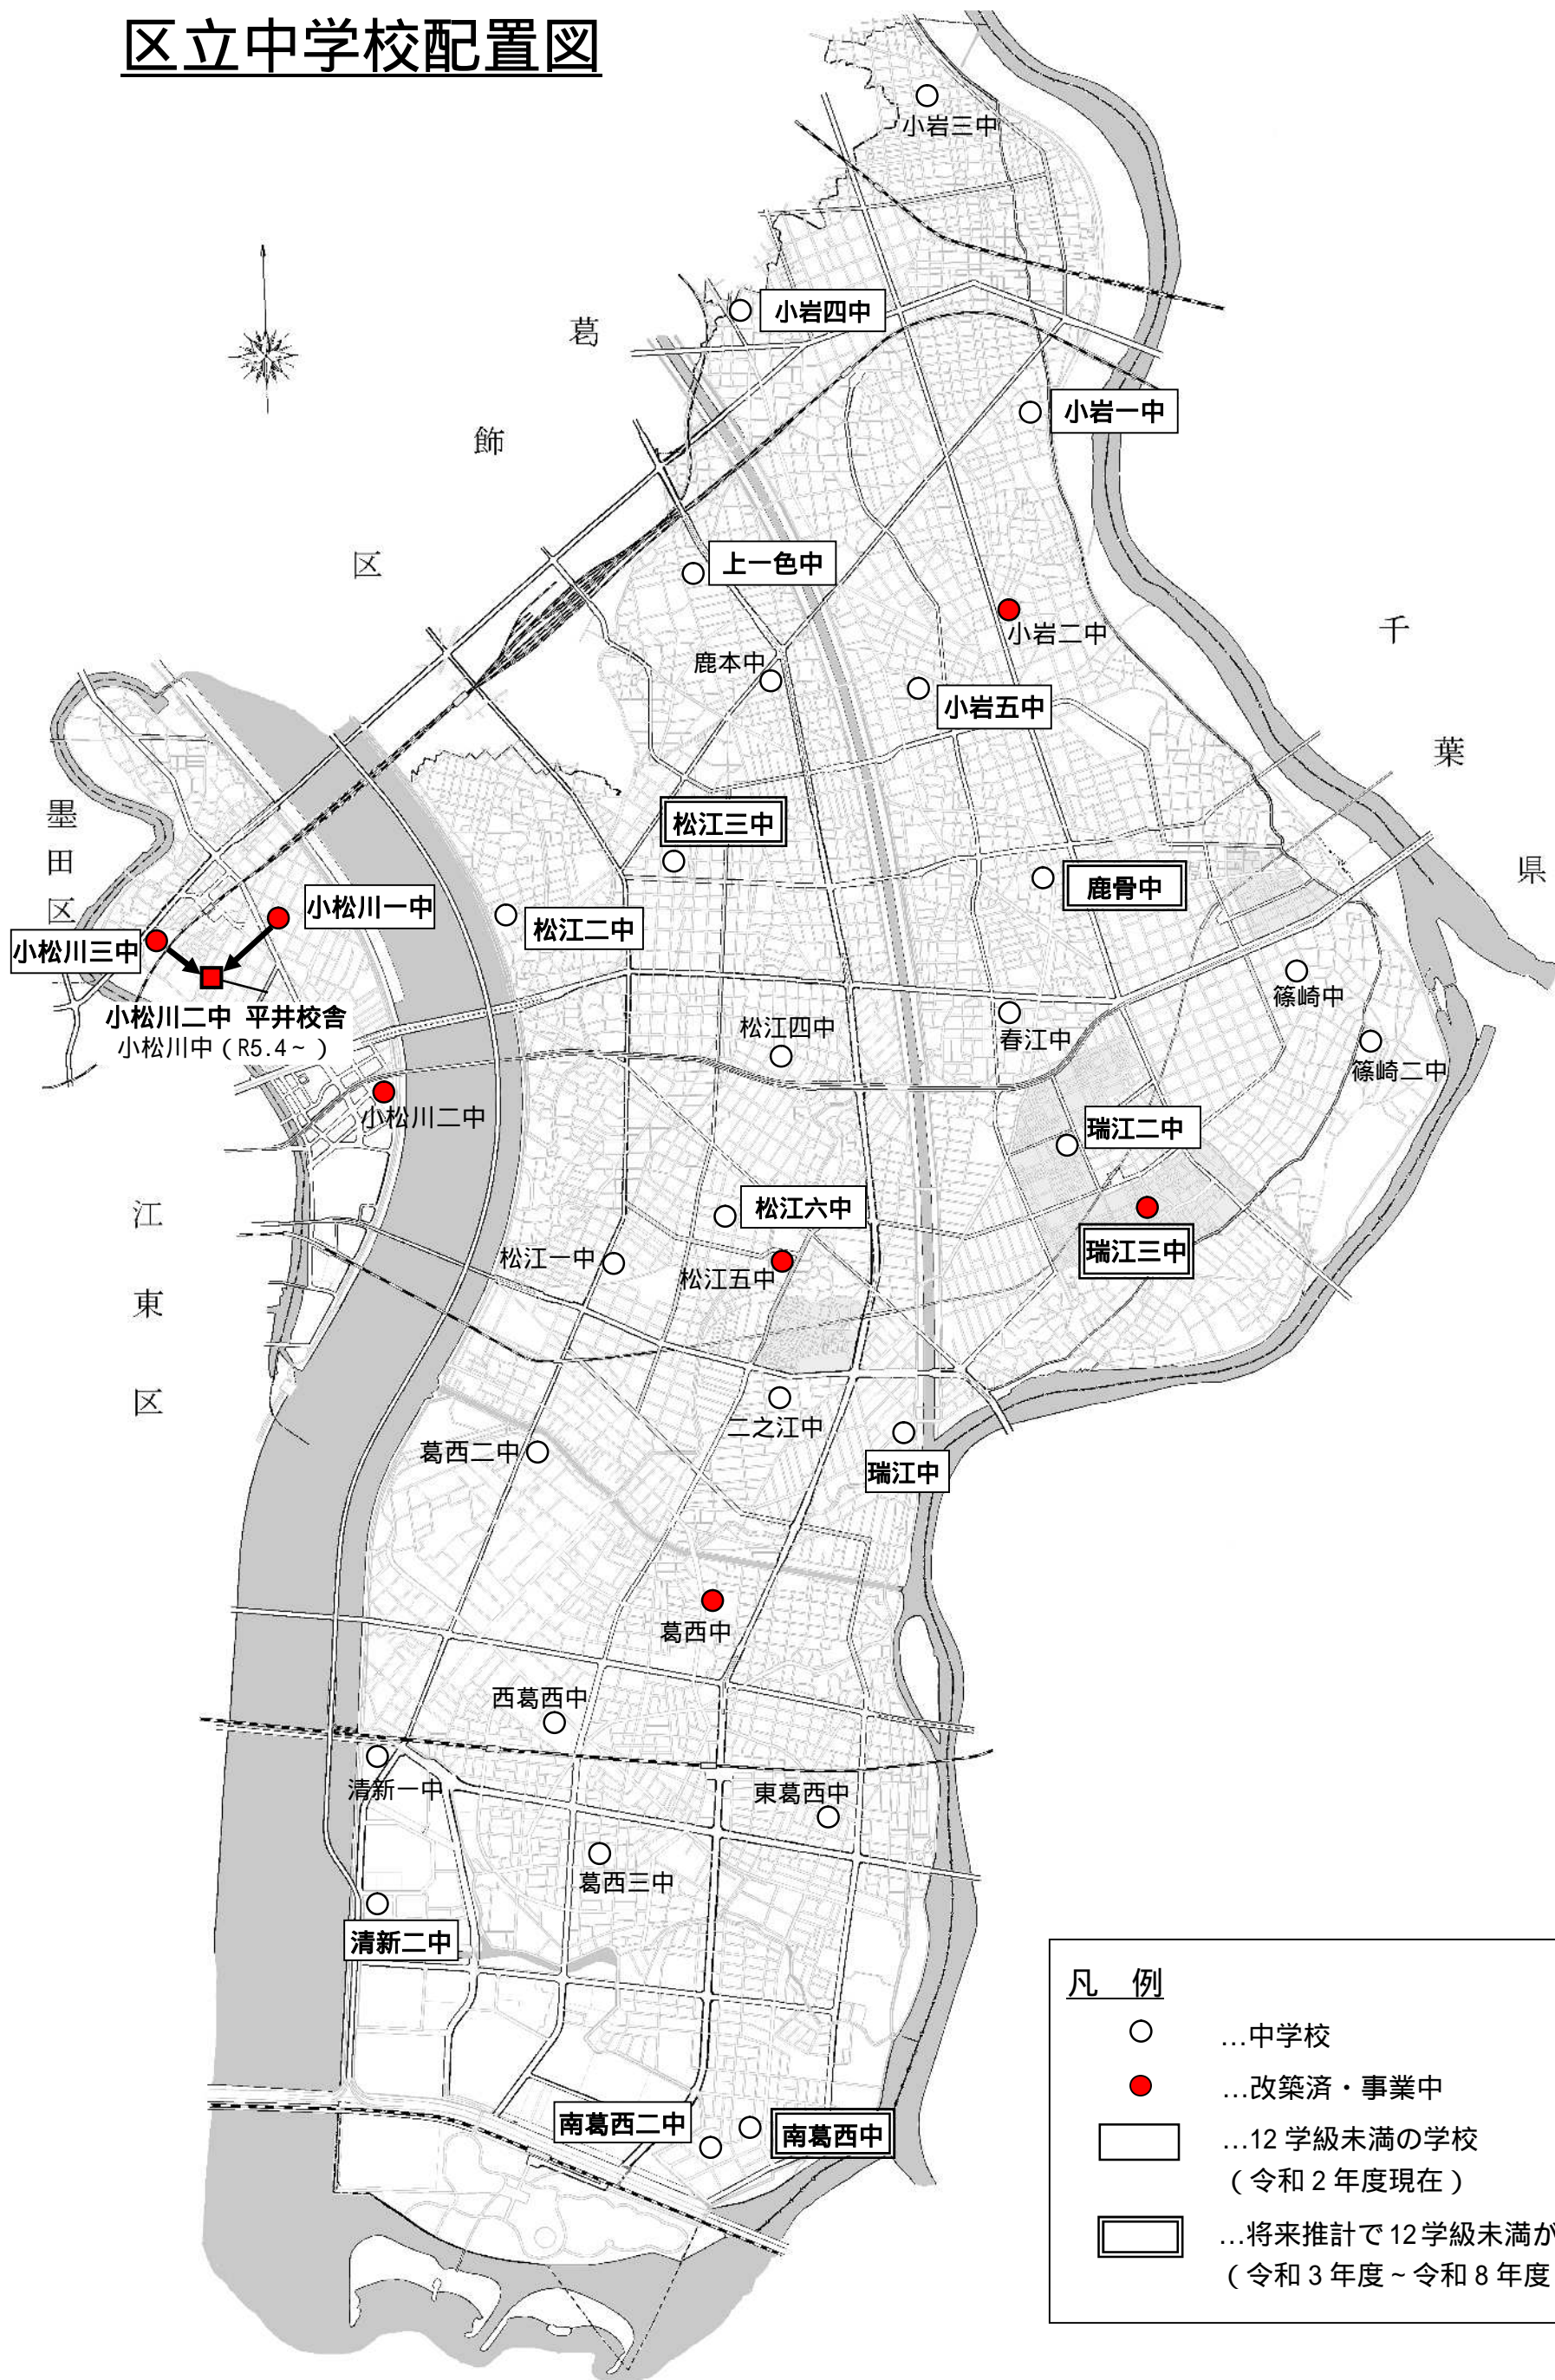 区立中学校配置図
小岩三中
小岩四中
葛
飾
区
小岩一中
上一色中
小岩二中
鹿本中
小岩五中
千
葉
県
墨
田
区
松江三中
鹿骨中
小松川一中
松江二中
小松川三中
篠崎中
小松川二中 平井校舎
小松川中（R5.4~）
松江四中
春江中
篠崎二中
小松川二中
瑞江二中
江
東
区
松江六中
瑞江三中
松江一中
松江五中
二之江中
葛西二中
瑞江中
葛西中
西葛西中
清新一中
東葛西中
葛西三中
清新二中
南葛西二中
南葛西中
凡 例
…中学校
…改築済・事業中
…12 学級未満の学校
（令和 2 年度現在）
…将来推計で 12 学級未満が
（令和 3 年度 ~ 令和 8 年度